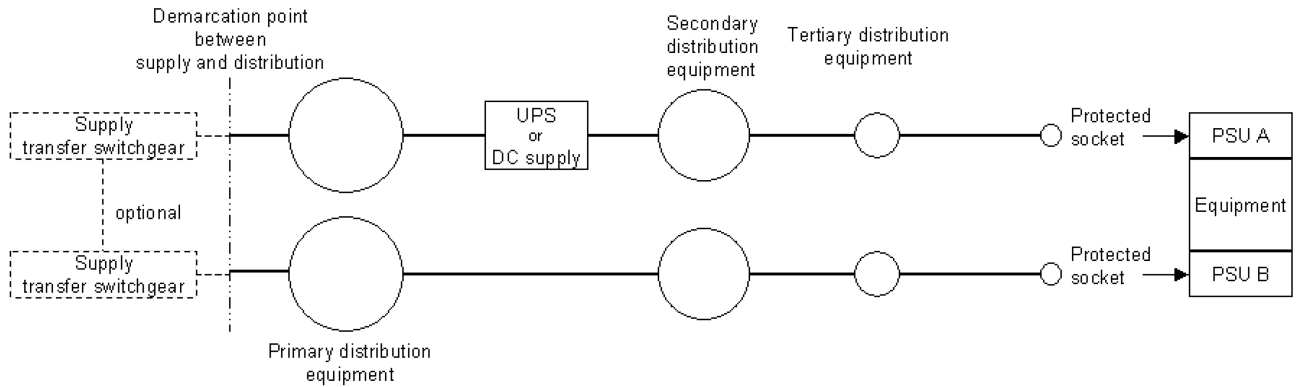 Demarcation point
between
supply and distribution
Secondary
distribution
equipment
Tertiary distribution
equipment
Supply
transfer switchgear
UPS
or
DC supply
Protected
socket
PSU A
optional
Equipment
Supply
transfer switchgear
Protected
socket
PSU B
Primary distribution
equipment